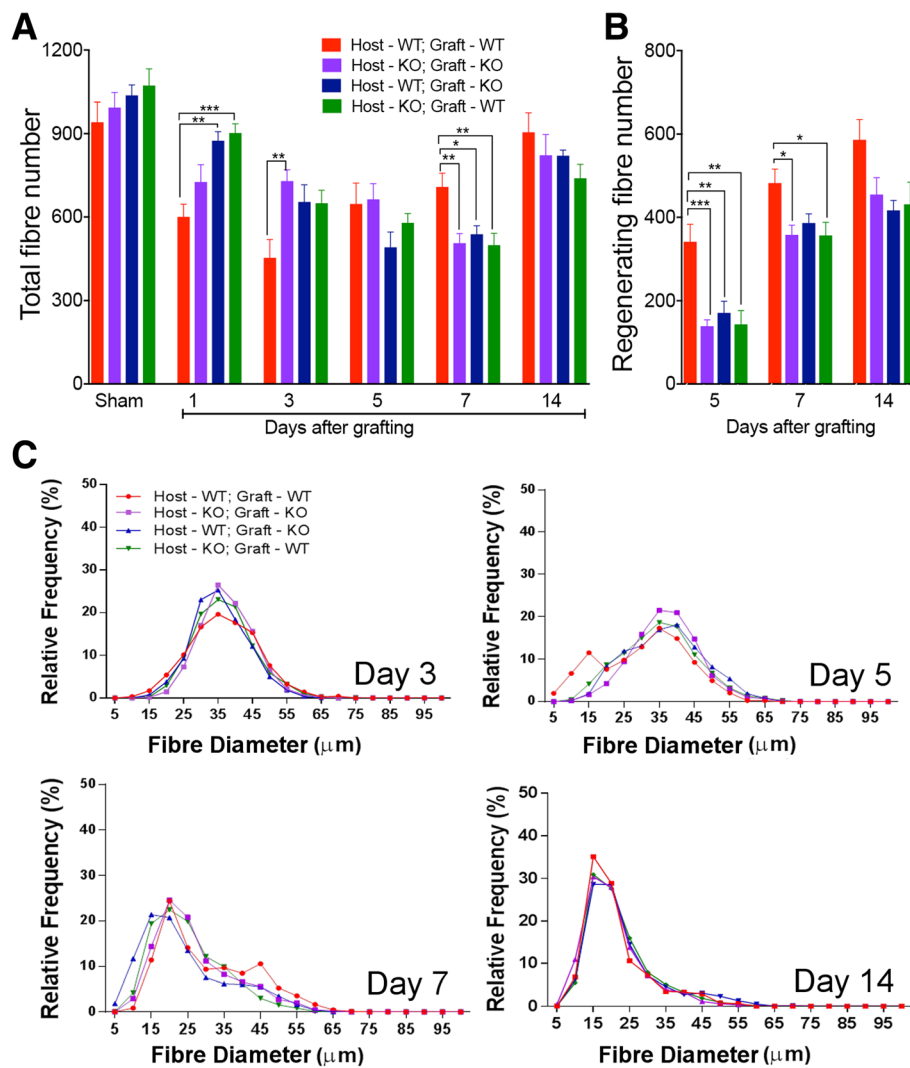 A
Total fibre number
1200
900
600
300
0
Host - WT; Graft - WT
Host - KO; Graft - KO
Host - WT; Graft - KO
Host - KO; Graft - WT
***
**
**
**
*
**
Sham
1
3
5
7
14
Days after grafting
B
Regenerating fibre number
800
600
400
200
0
**
**
***
*
*
5
7
14
Days after grafting
C
Relative Frequency (%)
50
40
30
20
10
0
Host - WT; Graft - WT
Host - KO; Graft - KO
Host - WT; Graft - KO
Host - KO; Graft - WT
Day 3
5 15 25 35 45 55 65 75 85 95
Fibre Diameter (μm)
Relative Frequency (%)
50
40
30
20
10
0
Day 5
5 15 25 35 45 55 65 75 85 95
Fibre Diameter (μm)
Relative Frequency (%)
50
40
30
20
10
0
Day 7
5 15 25 35 45 55 65 75 85 95
Fibre Diameter (μm)
Relative Frequency (%)
50
40
30
20
10
0
Day 14
5 15 25 35 45 55 65 75 85 95
Fibre Diameter (μm)